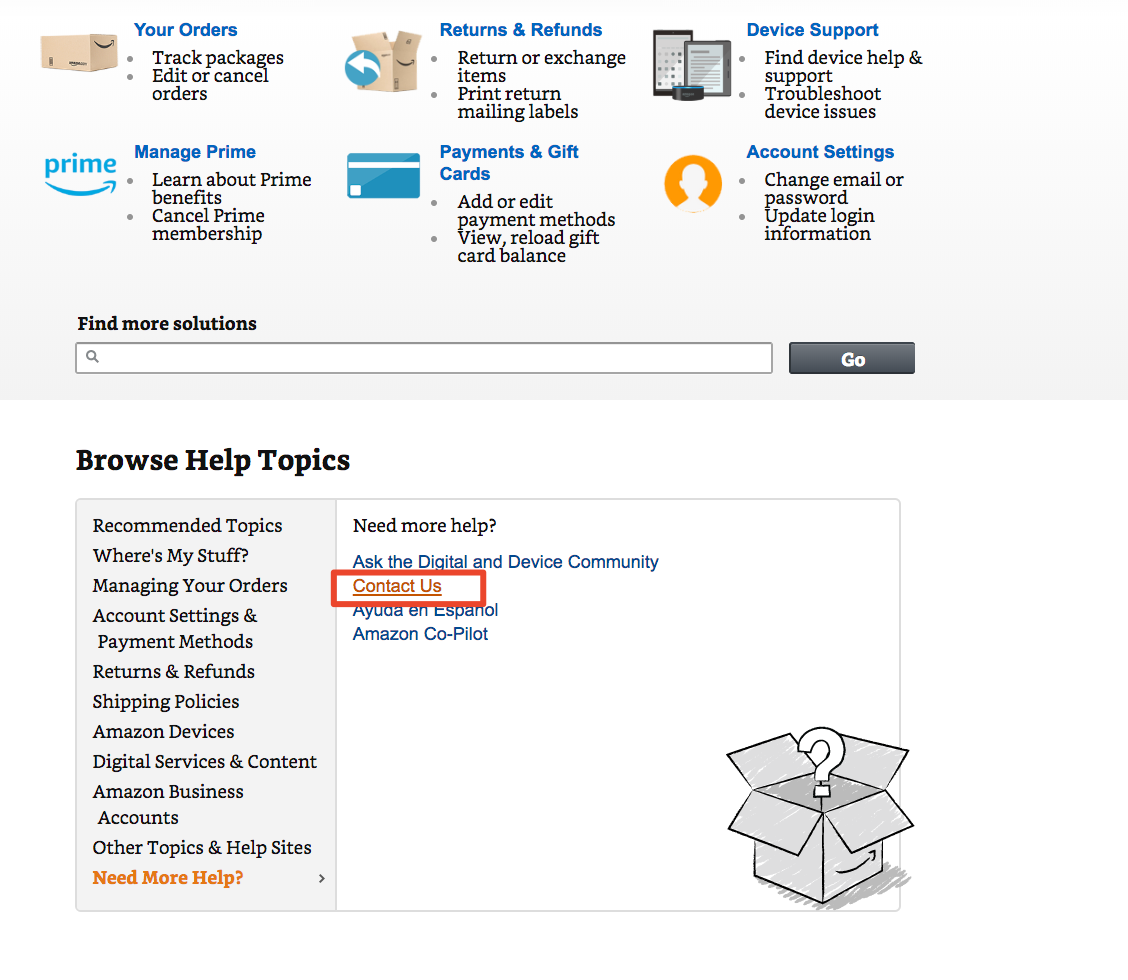 Your Orders
Track packages
Edit or cancel
orders
Returns & Refunds
Return or exchange
items
Print return
mailing labels
Device Support
Find device help &
support
Troubleshoot
device issues
prime
Manage Prime
Learn about Prime
benefits
Cancel Prime
membership
Payments & Gift
Cards
Add or edit
payment methods
View, reload gift
card balance
Account Settings
Change email or
password
Update login
information
Find more solutions
Go
Browse Help Topics
Recommended Topics
Where's My Stuff?
Managing Your Orders
Account Settings &
Payment Methods
Returns & Refunds
Shipping Policies
Amazon Devices
Digital Services & Content
Amazon Business
Accounts
Other Topics & Help Sites
Need More Help?
Need more help?
Ask the Digital and Device Community
Contact Us
Ayuda en Español
Amazon Co-Pilot
?